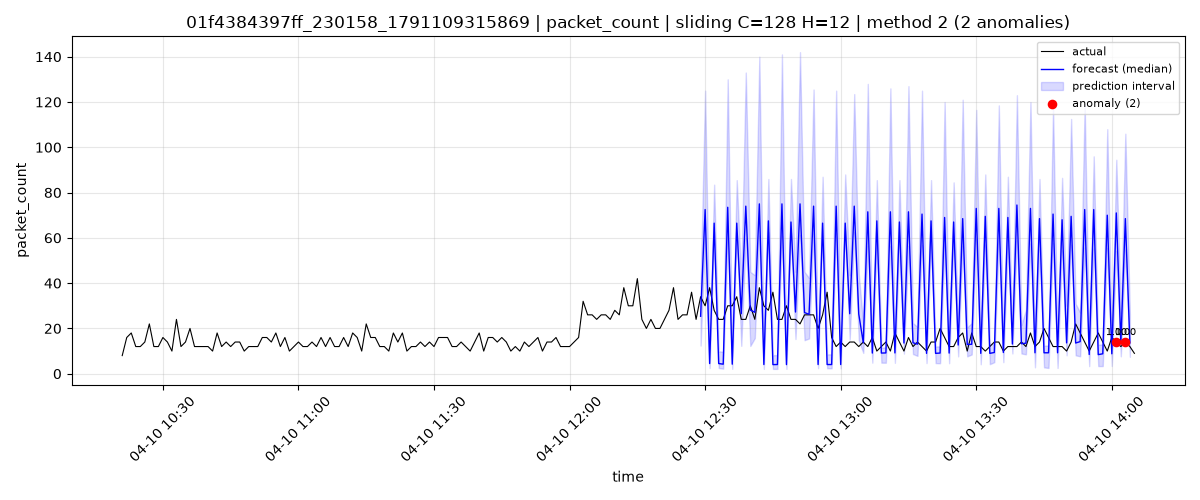 01f4384397ff_230158_1791109315869 | packet_count | sliding C=128 H=12 | method 2 (2 anomalies)
actual
forecast (median)
prediction interval
anomaly (2)
packet_count
140
120
100
80
60
40
20
0
04-10 10:30
04-10 11:00
04-10 11:30
04-10 12:00
04-10 12:30
04-10 13:00
04-10 13:30
04-10 14:00
time